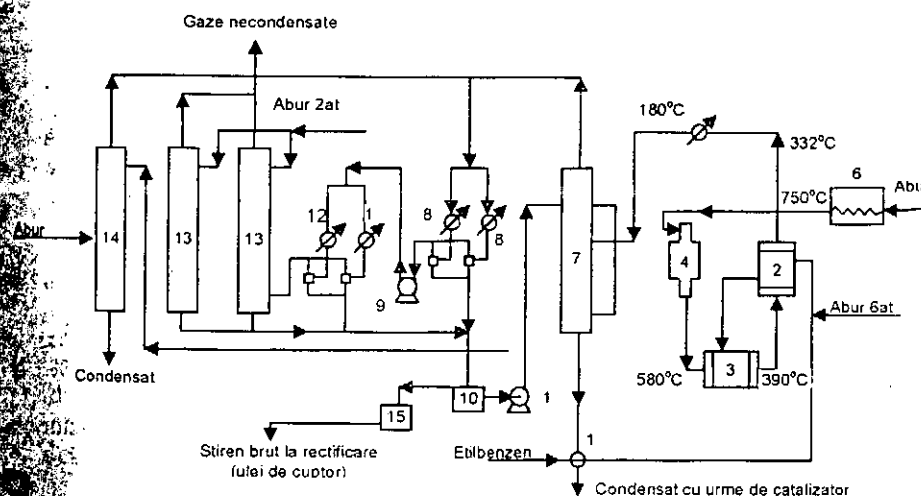 Gaze necondensate
Abur 2at
180°C
332°C
6
750°C
Abu
12
1
8
8
4
2
Abur
14
13
13
7
9
Abur 6at
3
580°C
390°C
Condensat
10
1
15
1
Stiren brut la rectificare
(ulei de cuptor)
Etilbenzen
Condensat cu urme de catalizator